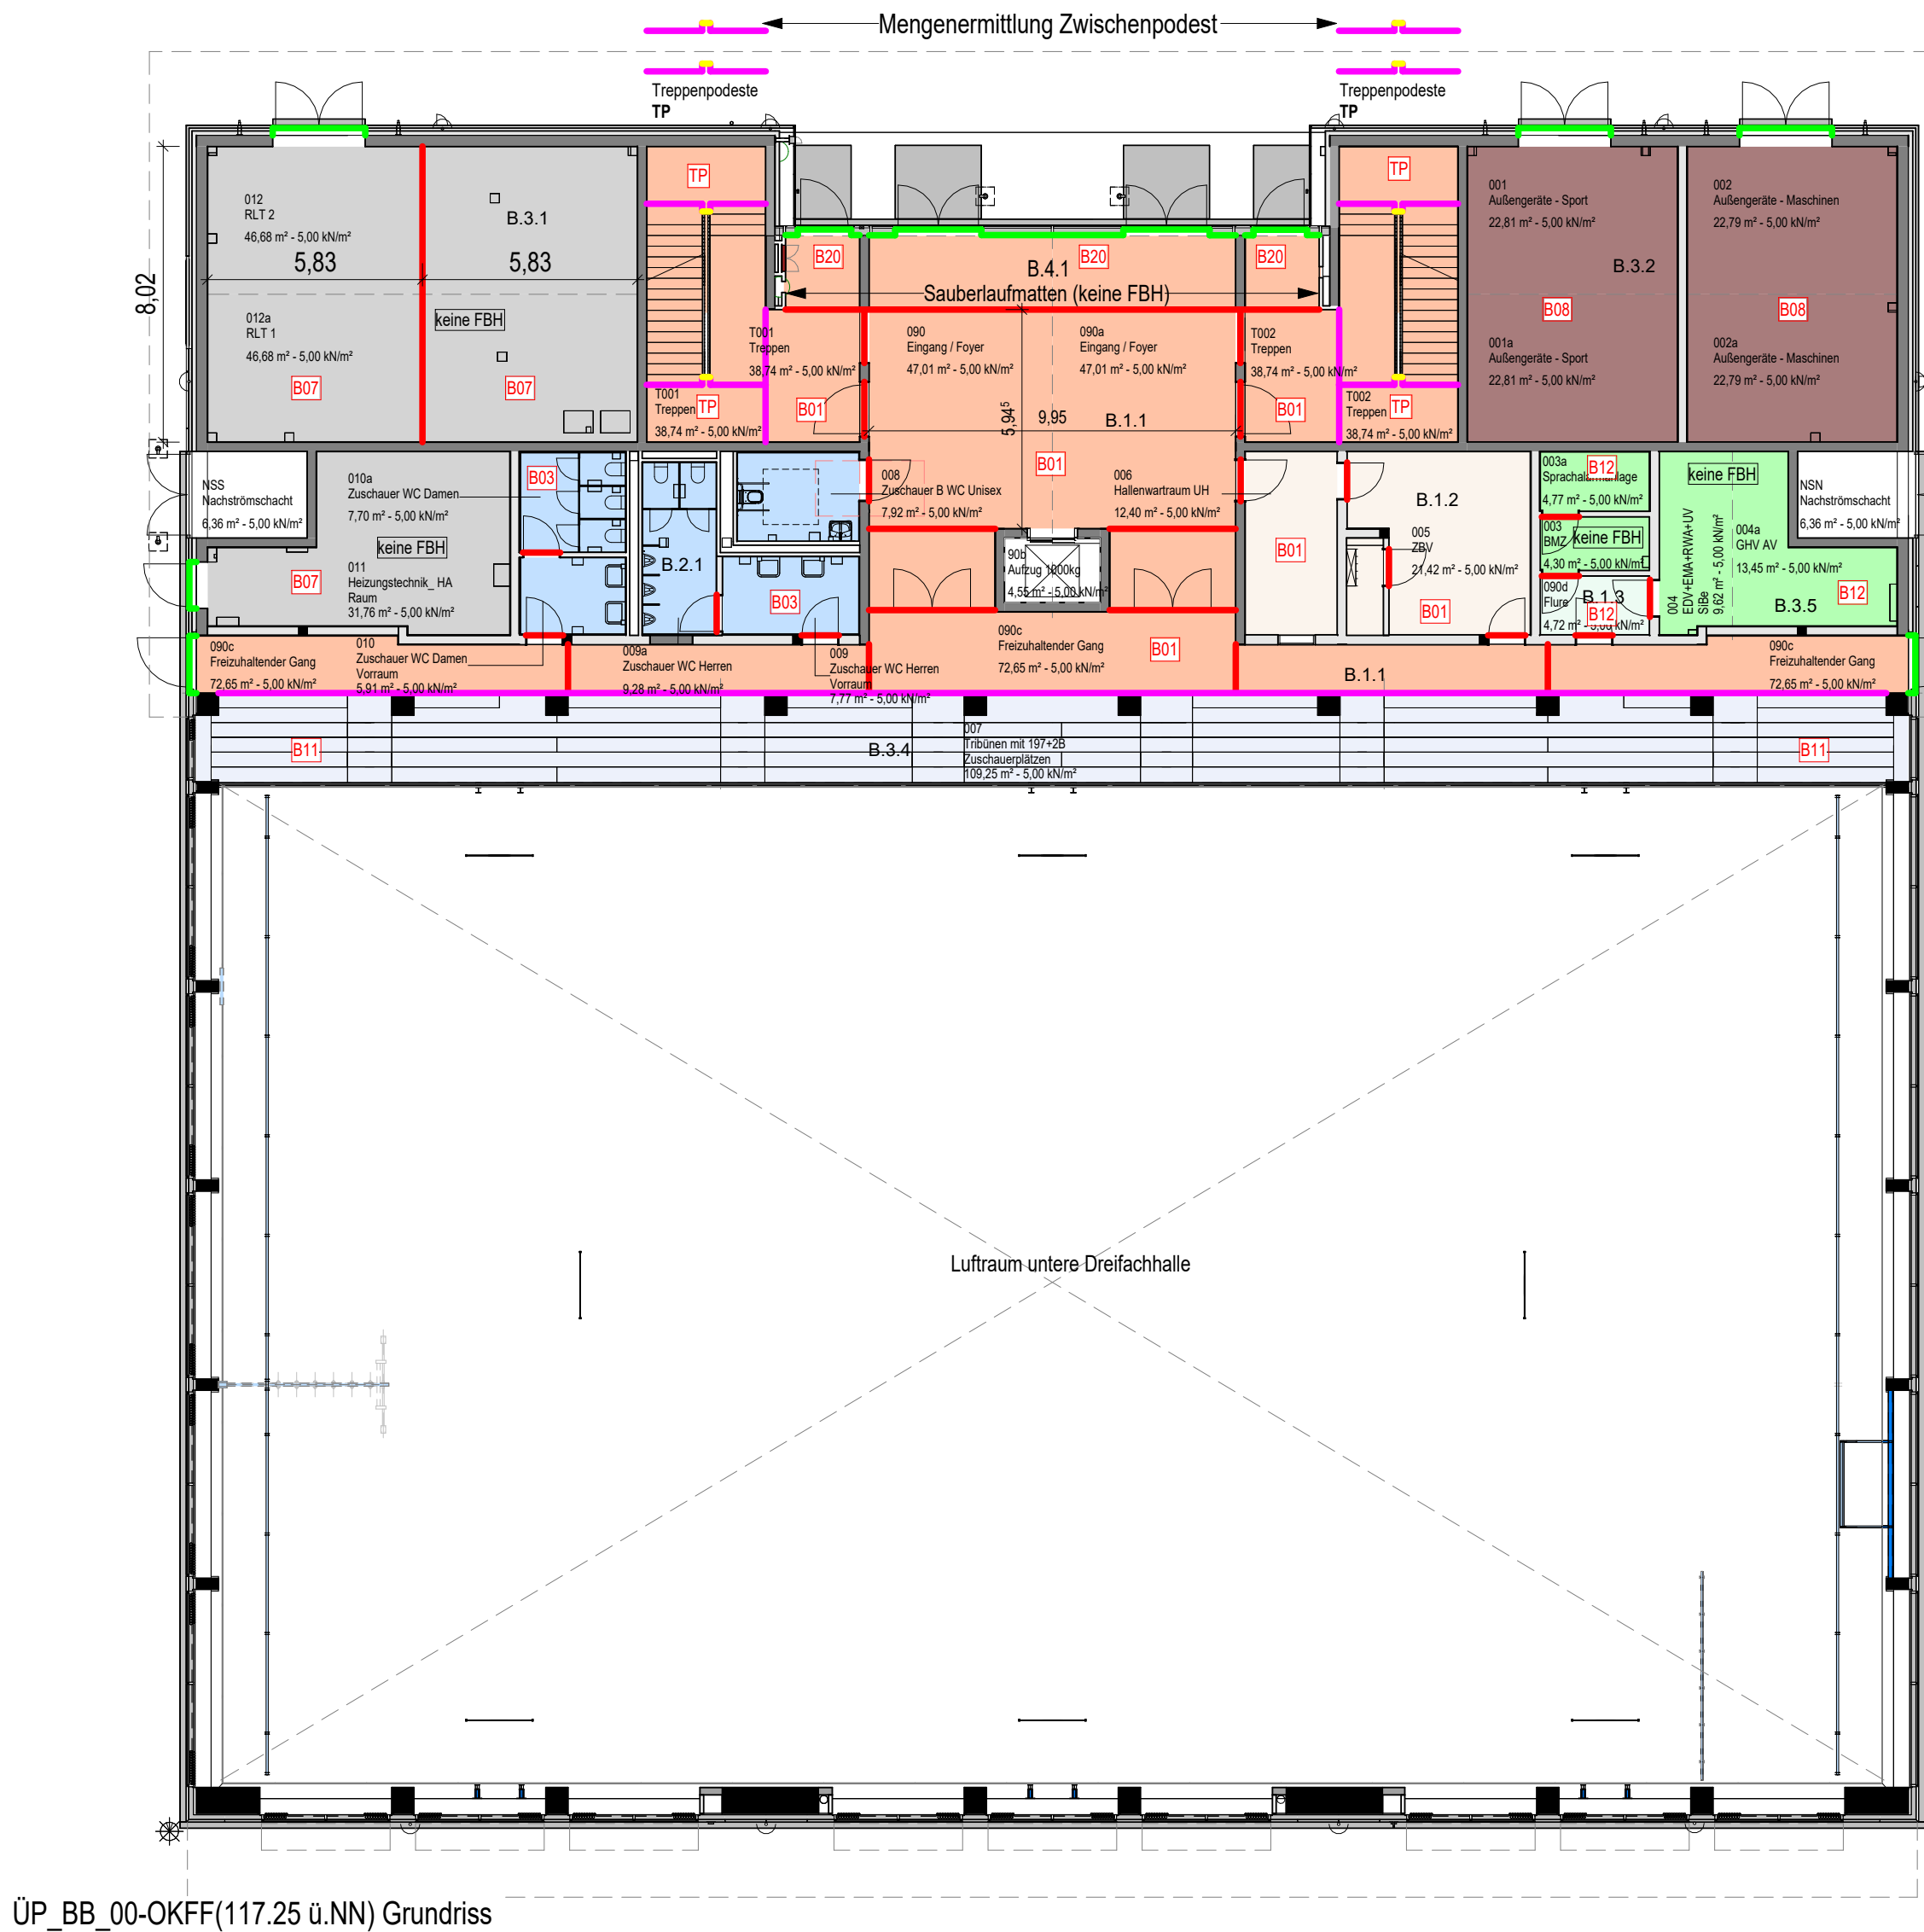 Mengenermittlung Zwischenpodest
Treppenpodeste
TP
Treppenpodeste
TP
8,02
012
RLT 2
46,68 m² - 5,00 kN/m²
B.3.1
5,83
5,83
012a
RLT 1
46,68 m² - 5,00 kN/m²
keine FBH
B07
B07
TP
T001
Treppen
38,74 m² - 5,00 kN/m²
T001
Treppen
TP
38,74 m² - 5,00 kN/m²
B01
B20
B20
B20
B.4.1
Sauberlaufmatten (keine FBH)
090
Eingang / Foyer
47,01 m² - 5,00 kN/m²
090a
Eingang / Foyer
47,01 m² - 5,00 kN/m²
5,94⁵
9,95
B.1.1
B01
T002
Treppen
38,74 m² - 5,00 kN/m²
B01
TP
T002
Treppen
TP
38,74 m² - 5,00 kN/m²
001
Außengeräte - Sport
22,81 m² - 5,00 kN/m²
002
Außengeräte - Maschinen
22,79 m² - 5,00 kN/m²
B.3.2
B08
B08
001a
Außengeräte - Sport
22,81 m² - 5,00 kN/m²
002a
Außengeräte - Maschinen
22,79 m² - 5,00 kN/m²
NSS
Nachströmschacht
6,36 m² - 5,00 kN/m²
010a
Zuschauer WC Damen
7,70 m² - 5,00 kN/m²
keine FBH
B03
B07
011
Heizungstechnik_HA
Raum
31,76 m² - 5,00 kN/m²
B.2.1
B03
008
Zuschauer B WC Unisex
7,92 m² - 5,00 kN/m²
006
Hallenwartraum UH
12,40 m² - 5,00 kN/m²
90b
Aufzug 1000kg
4,55 m² - 5,00 kN/m²
B01
B.1.2
005
ZBV
21,42 m² - 5,00 kN/m²
B01
003a
Sprachalarmanlage
B12
4,77 m² - 5,00 kN/m²
003
BMZ
keine FBH
4,30 m² - 5,00 kN/m²
090d
Flure
B.1.3
B12
4,72 m² - 5,00 kN/m²
keine FBH
004
EDV+EMA+RWA+UV
SiBe
9,62 m² - 5,00 kN/m²
004a
GHV AV
13,45 m² - 5,00 kN/m²
B12
B.3.5
NSN
Nachströmschacht
6,36 m² - 5,00 kN/m²
090c
Freizuhaltender Gang
72,65 m² - 5,00 kN/m²
010
Zuschauer WC Damen
Vorraum
5,91 m² - 5,00 kN/m²
009a
Zuschauer WC Herren
9,28 m² - 5,00 kN/m²
009
Zuschauer WC Herren
Vorraum
7,77 m² - 5,00 kN/m²
090c
Freizuhaltender Gang
72,65 m² - 5,00 kN/m²
B01
B.1.1
090c
Freizuhaltender Gang
72,65 m² - 5,00 kN/m²
B11
B.3.4
007
Tribünen mit 197+2B
Zuschauerplätzen
109,25 m² - 5,00 kN/m²
B11
Luftraum untere Dreifachhalle
ÜP_BB_00-OKFF(117.25 ü.NN) Grundriss